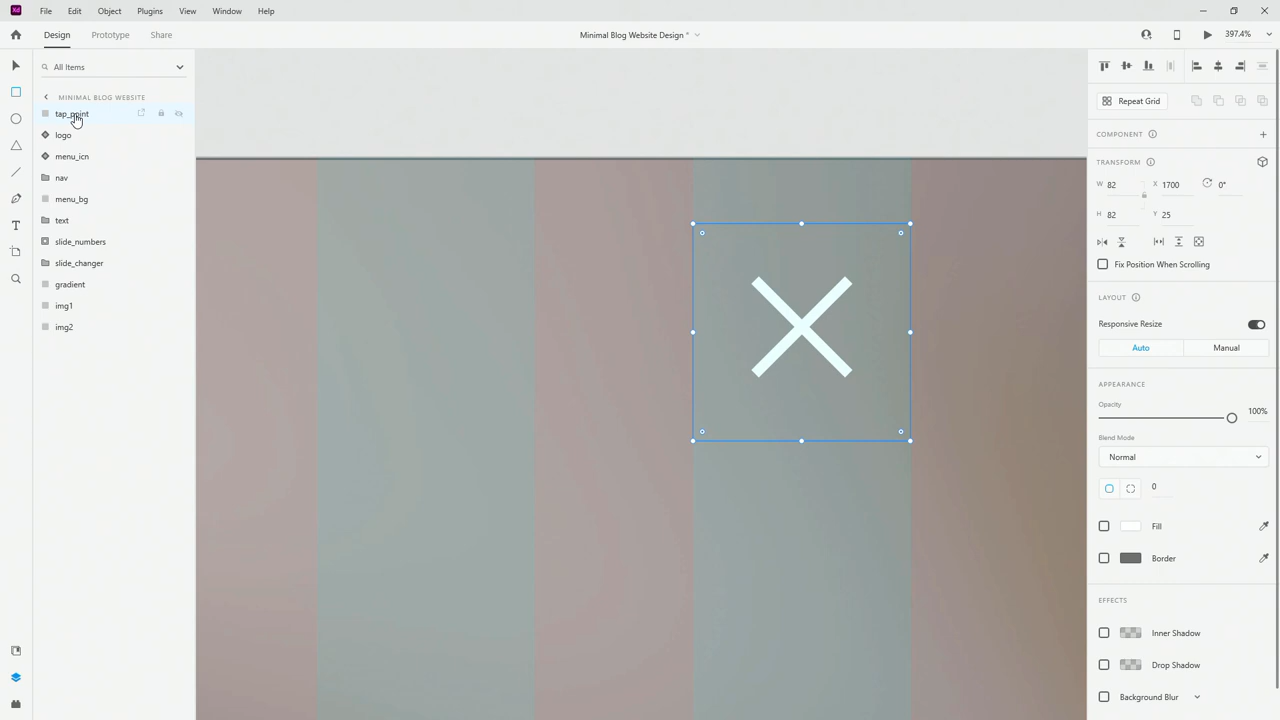 Xd File Edit Object Plugins View Window Help
Design Prototype Share Minimal Blog Website Design * 397.4%
All Items
MINIMAL BLOG WEBSITE
tap_point
logo
menu_icn
nav
menu_bg
text
slide_numbers
slide_changer
gradient
img1
img2
Repeat Grid
COMPONENT
TRANSFORM
W 82 X 1700 0°
H 82 Y 25
Fix Position When Scrolling
LAYOUT
Responsive Resize
Auto Manual
APPEARANCE
Opacity
100%
Blend Mode
Normal
0
Fill
Border
EFFECTS
Inner Shadow
Drop Shadow
Background Blur